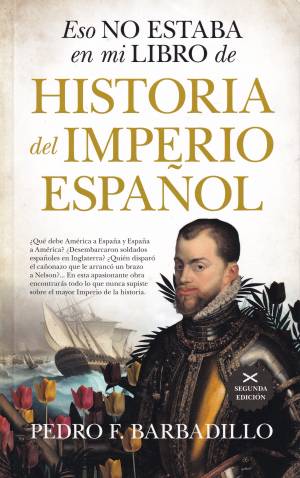 Eso NO ESTABA
en mi LIBRO de
HISTORIA
del IMPERIO
ESPAÑOL
¿Qué debe América a España y España
a América? ¿Desembarcaron soldados
españoles en Inglaterra? ¿Quién disparó
el cañonazo que le arrancó un brazo
a Nelson?... En esta apasionante obra
encontrarás todo lo que nunca supiste
sobre el mayor Imperio de la historia.
SEGUNDA
EDICIÓN
PEDRO F. BARBADILLO